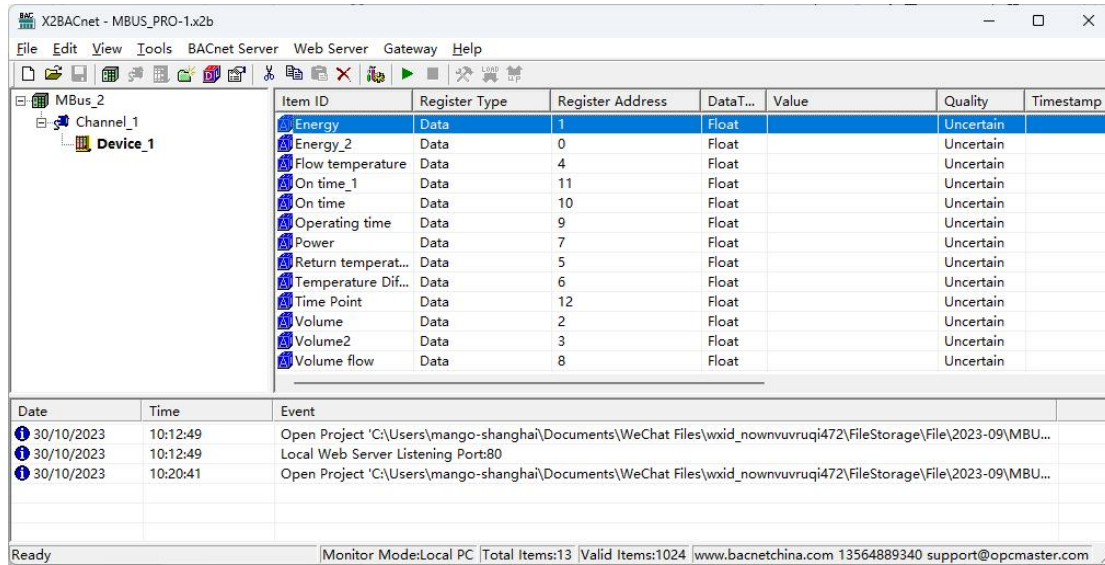 X2BACnet - MBUS_PRO-1.x2b
File Edit View Tools BACnet Server Web Server Gateway Help
MBus_2
Channel_1
Device_1
Item ID Register Type Register Address DataT... Value Quality Timestamp
Energy Data 1 Float Uncertain
Energy_2 Data 0 Float Uncertain
Flow temperature Data 4 Float Uncertain
On time_1 Data 11 Float Uncertain
On time Data 10 Float Uncertain
Operating time Data 9 Float Uncertain
Power Data 7 Float Uncertain
Return temperat... Data 5 Float Uncertain
Temperature Dif... Data 6 Float Uncertain
Time Point Data 12 Float Uncertain
Volume Data 2 Float Uncertain
Volume2 Data 3 Float Uncertain
Volume flow Data 8 Float Uncertain
Date Time Event
30/10/2023 10:12:49 Open Project 'C:\Users\mango-shanghai\Documents\WeChat Files\wxid_nownvuvruqi472\FileStorage\File\2023-09\MBU...
30/10/2023 10:12:49 Local Web Server Listening Port:80
30/10/2023 10:20:41 Open Project 'C:\Users\mango-shanghai\Documents\WeChat Files\wxid_nownvuvruqi472\FileStorage\File\2023-09\MBU...
Ready Monitor Mode:Local PC Total Items:13 Valid Items:1024 www.bacnetchina.com 13564889340 support@opcmaster.com